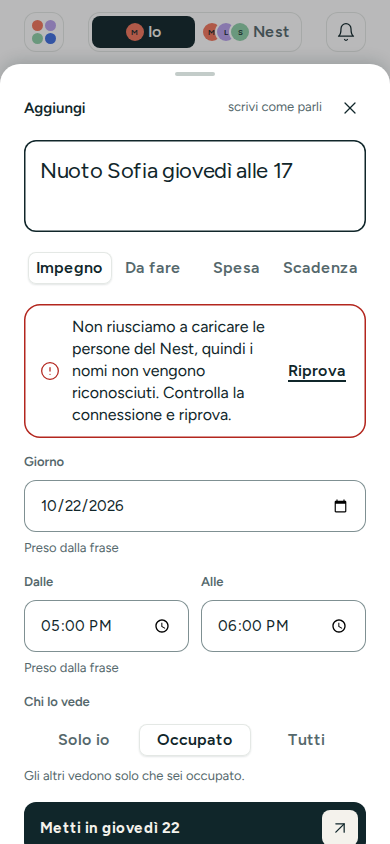 M Io M L S Nest
Aggiungi scrivi come parli
Nuoto Sofia giovedì alle 17
Impegno Da fare Spesa Scadenza
Non riusciamo a caricare le
persone del Nest, quindi i
nomi non vengono
riconosciuti. Controlla la
connessione e riprova.
Riprova
Giorno
10/22/2026
Preso dalla frase
Dalle Alle
05:00 PM 06:00 PM
Preso dalla frase
Chi lo vede
Solo io Occupato Tutti
Gli altri vedono solo che sei occupato.
Metti in giovedì 22